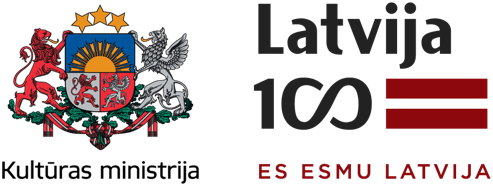 Kultūras ministrija
Latvija
100
ES ESMU LATVIJA